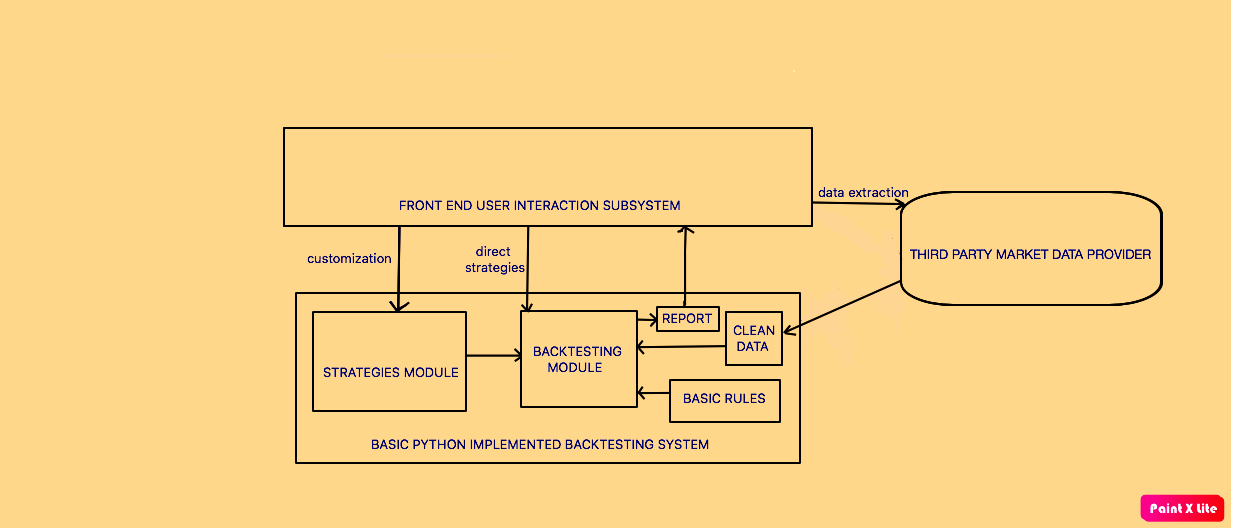 FRONT END USER INTERACTION SUBSYSTEM
data extraction
THIRD PARTY MARKET DATA PROVIDER
customization
direct
strategies
STRATEGIES MODULE
BACKTESTING
MODULE
REPORT
CLEAN
DATA
BASIC RULES
BASIC PYTHON IMPLEMENTED BACKTESTING SYSTEM
Paint X Lite